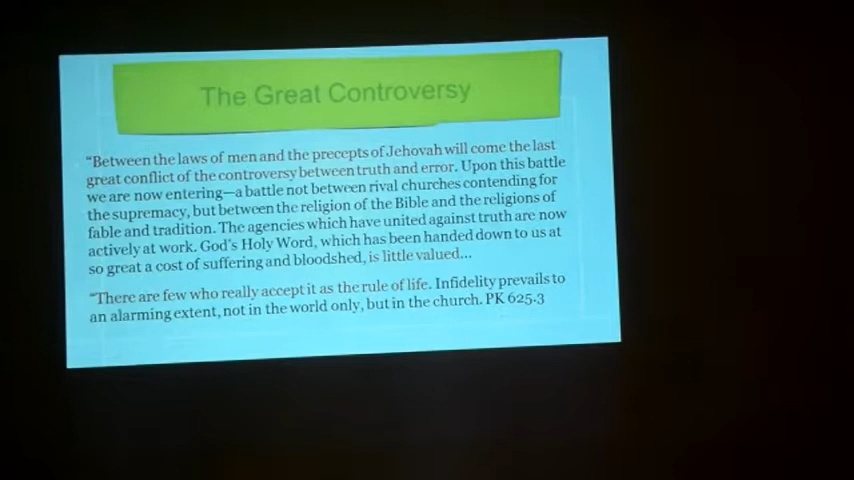 The Great Controversy
“Between the laws of men and the precepts of Jehovah will come the last
great conflict of the controversy between truth and error. Upon this battle
we are now entering—a battle not between rival churches contending for
the supremacy, but between the religion of the Bible and the religions of
fable and tradition. The agencies which have united against truth are now
actively at work. God's Holy Word, which has been handed down to us at
so great a cost of suffering and bloodshed, is little valued...
“There are few who really accept it as the rule of life. Infidelity prevails to
an alarming extent, not in the world only, but in the church. PK 625.3